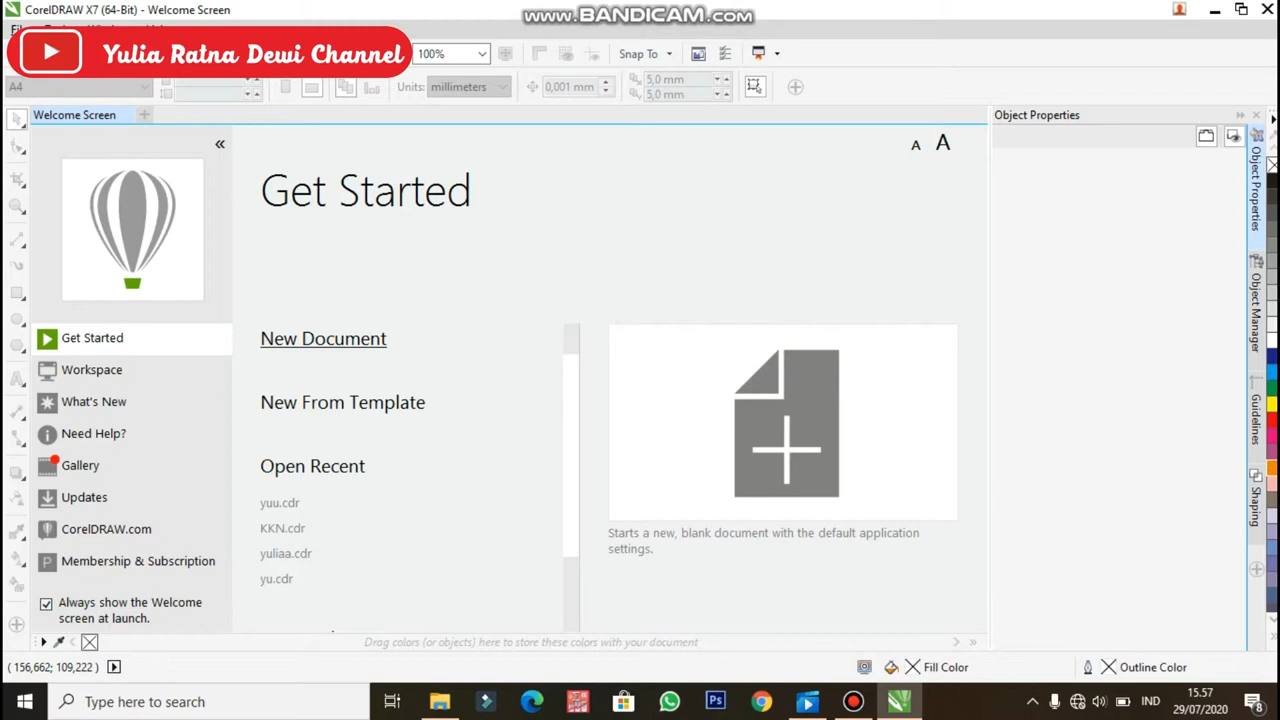 CorelDRAW X7 (64-Bit) - Welcome Screen
www.BANDICAM.com
Yulia Ratna Dewi Channel
100%
Snap To
A4
Units: millimeters
0,001 mm
5,0 mm
5,0 mm
Welcome Screen
Object Properties
A A
Get Started
Get Started
Workspace
What's New
Need Help?
Gallery
Updates
CorelDRAW.com
Membership & Subscription
Always show the Welcome
screen at launch.
New Document
New From Template
Open Recent
yuu.cdr
KKN.cdr
yuliaa.cdr
yu.cdr
Starts a new, blank document with the default application
settings.
Object Properties
Object Manager
Guidelines
Shaping
Drag colors (or objects) here to store these colors with your document
(156,662; 109,222)
Fill Color
Outline Color
Type here to search
Ps
IND
15.57
29/07/2020
8